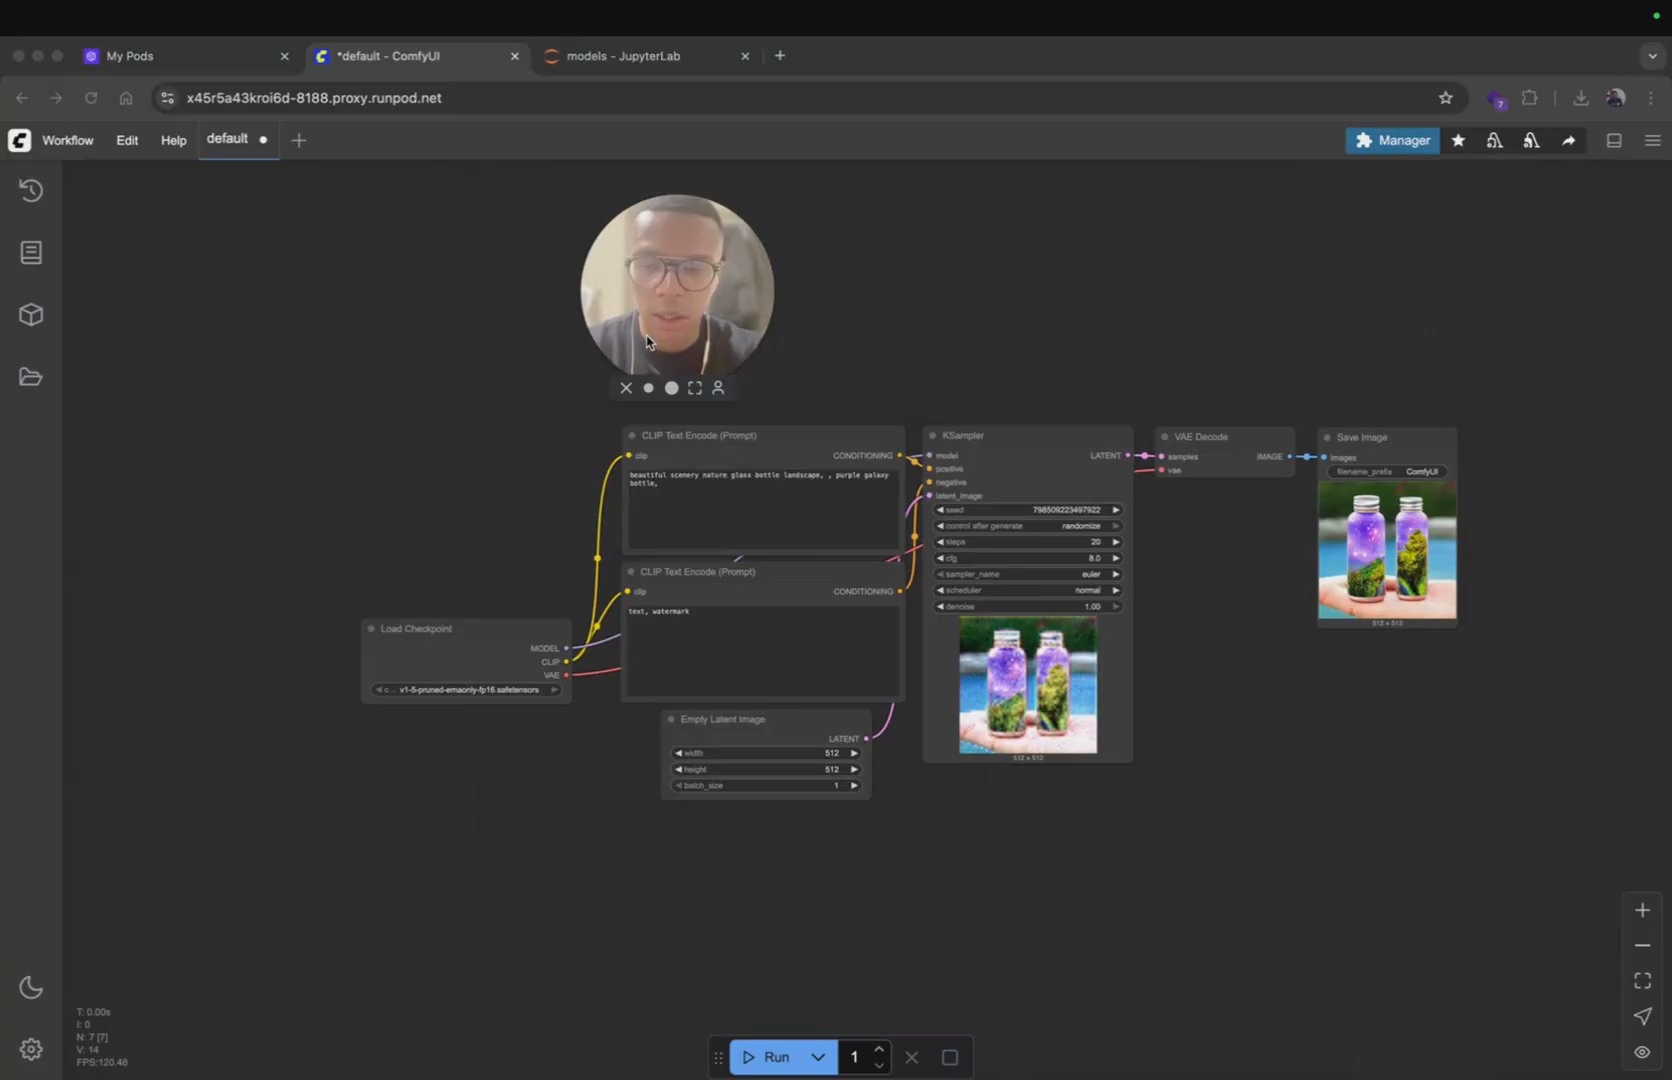 My Pods
*default - ComfyUI
models - JupyterLab
x45r5a43kroi6d-8188.proxy.runpod.net
7
Workflow
Edit
Help
default
Manager
CLIP Text Encode (Prompt)
clip
CONDITIONING
beautiful scenery nature glass bottle landscape, , purple galaxy
bottle,
CLIP Text Encode (Prompt)
clip
CONDITIONING
text, watermark
Load Checkpoint
MODEL
CLIP
VAE
c... v1-5-pruned-emaonly-fp16.safetensors
Empty Latent Image
LATENT
width 512
height 512
batch_size 1
KSampler
model LATENT
positive
negative
latent_image
seed 798509223497922
control after generate randomize
steps 20
cfg 8.0
sampler_name euler
scheduler normal
denoise 1.00
512 x 512
VAE Decode
samples IMAGE
vae
Save Image
images
filename_prefix ComfyUI
512 x 512
T: 0.00s
I: 0
N: 7 [7]
V: 14
FPS:120.48
Run
1